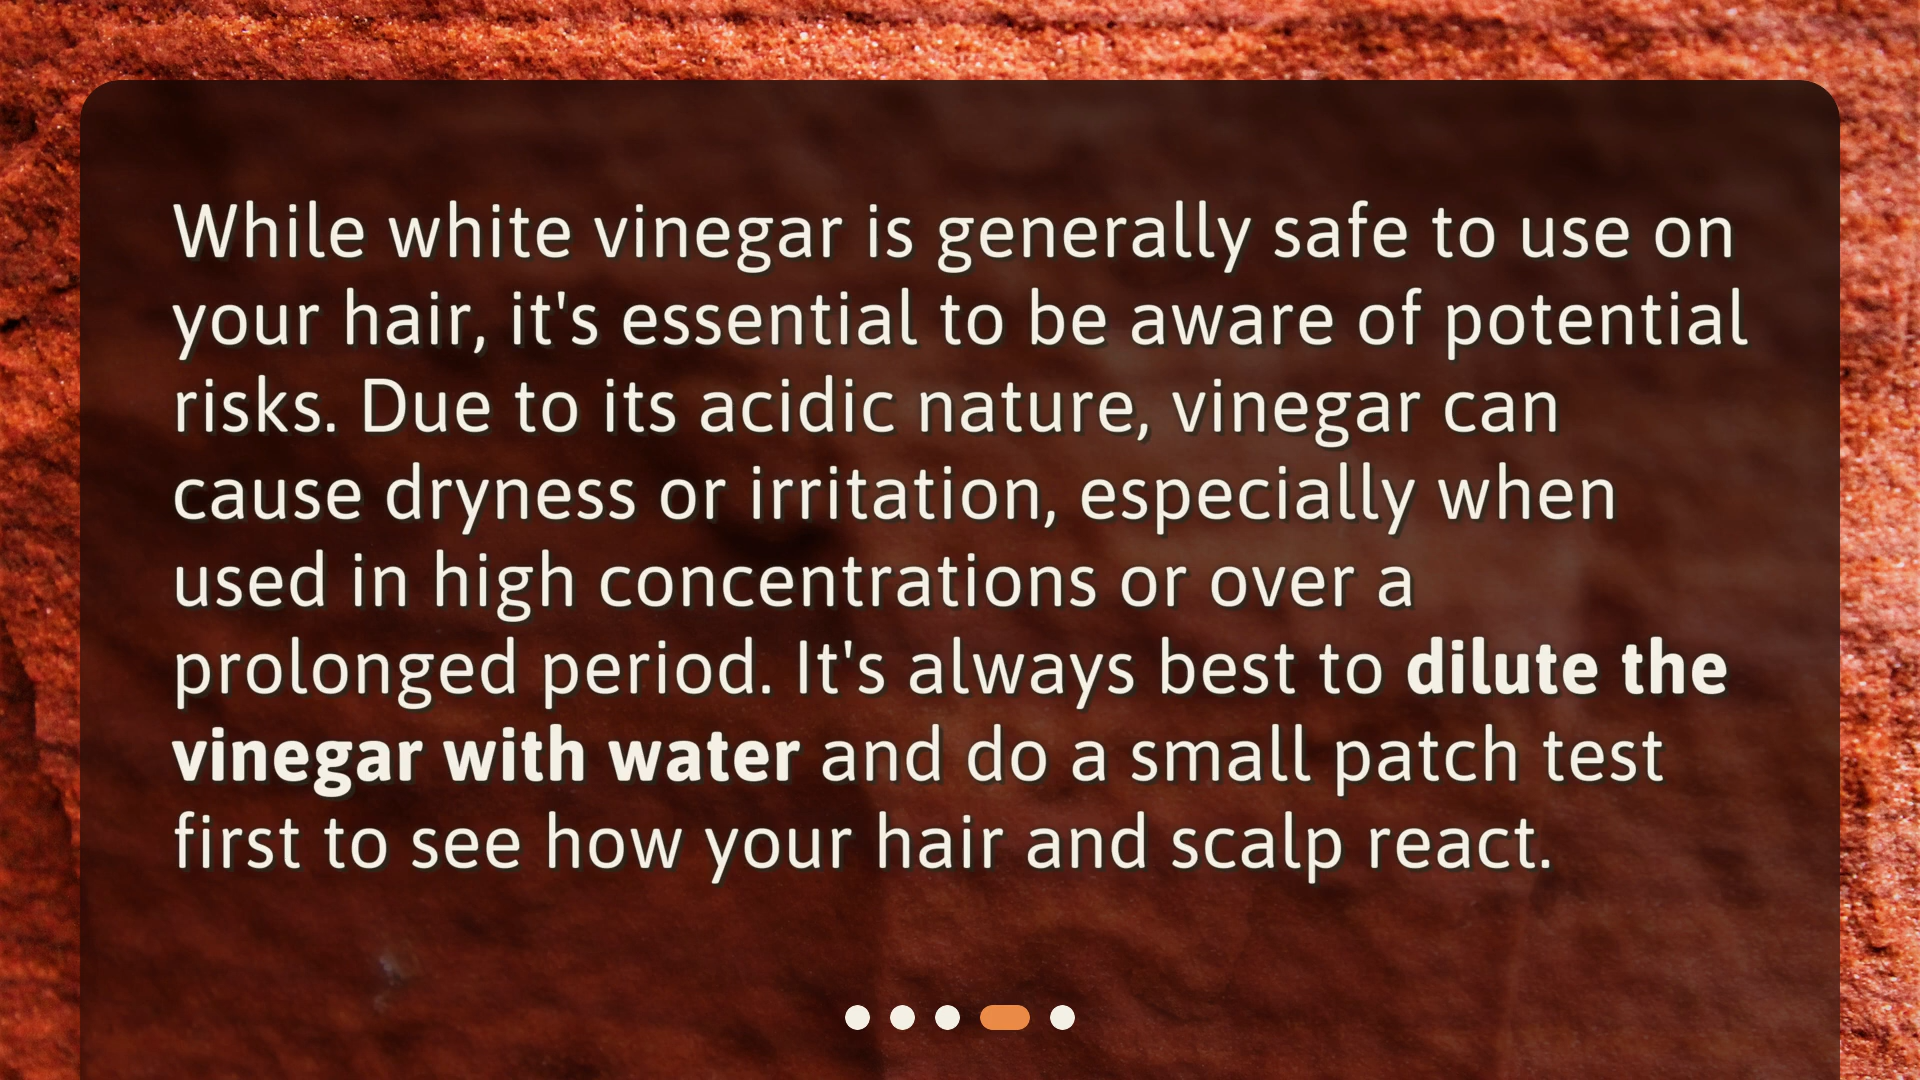 While white vinegar is generally safe to use on
your hair, it's essential to be aware of potential
risks. Due to its acidic nature, vinegar can
cause dryness or irritation, especially when
used in high concentrations or over a
prolonged period. It's always best to dilute the
vinegar with water and do a small patch test
first to see how your hair and scalp react.